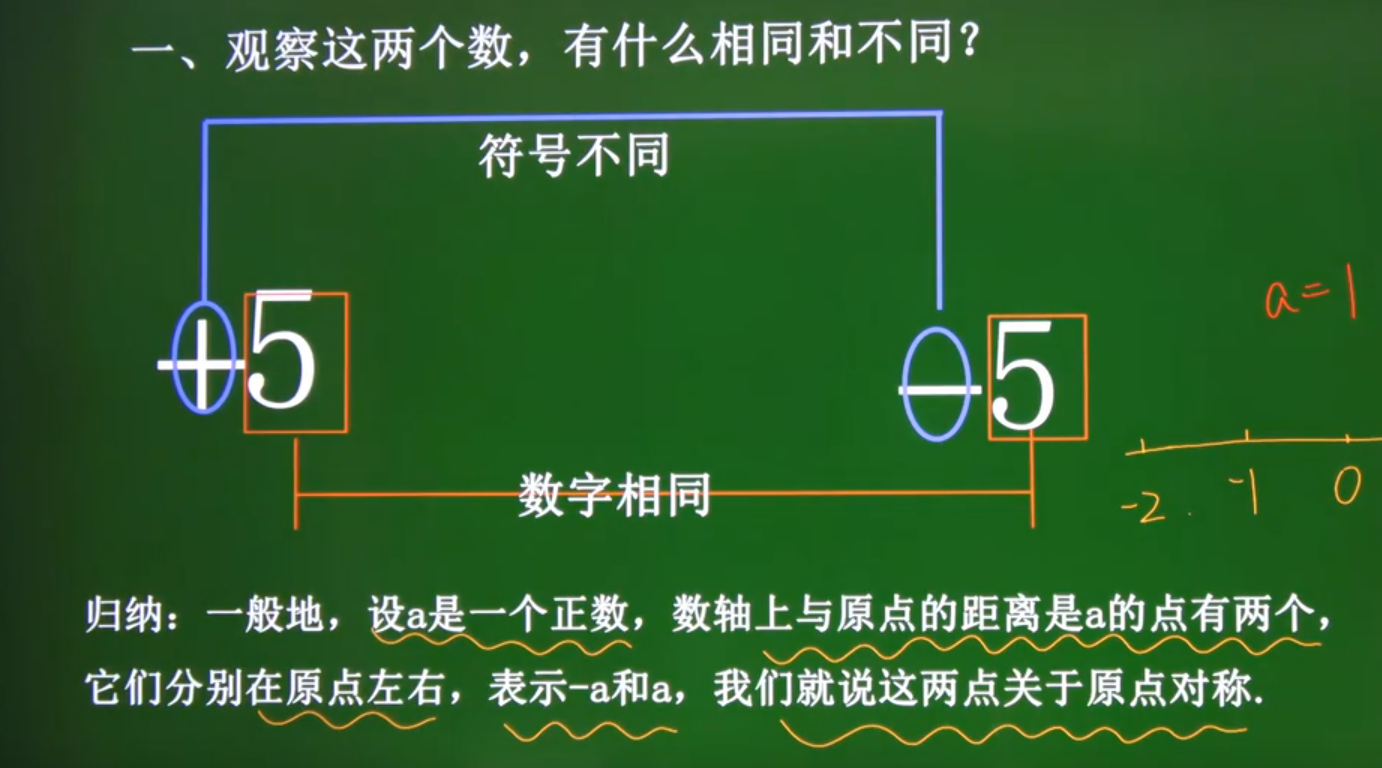 一、观察这两个数，有什么相同和不同？
符号不同
+5
-5
a=1
数字相同
-2 -1 0
归纳：一般地，设a是一个正数，数轴上与原点的距离是a的点有两个，
它们分别在原点左右，表示-a和a，我们就说这两点关于原点对称.